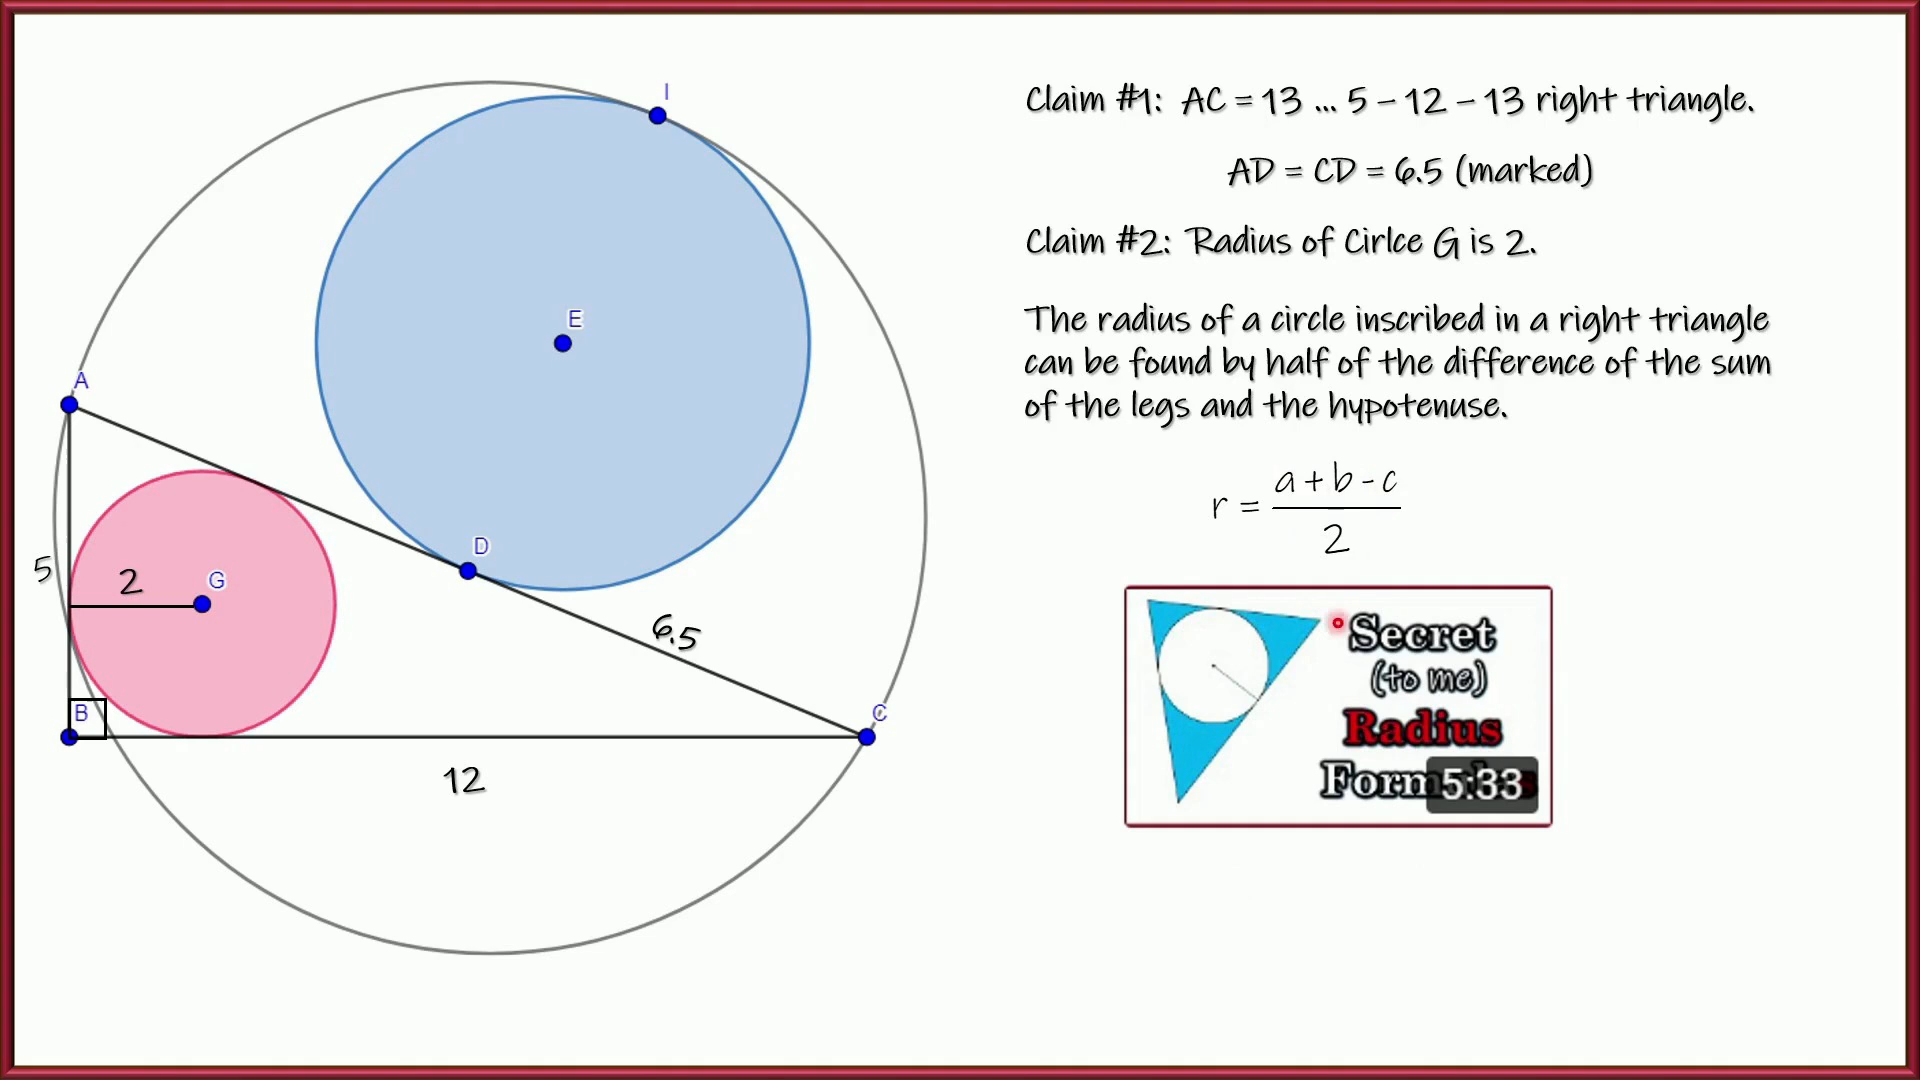 I
Claim #1: AC = 13 ... 5 - 12 - 13 right triangle.
AD = CD = 6.5 (marked)
Claim #2: Radius of Cirlce G is 2.
E
The radius of a circle inscribed in a right triangle
can be found by half of the difference of the sum
of the legs and the hypotenuse.
A
r = a + b - c
2
D
5
2
G
6.5
B
C
12
Secret
(to me)
Radius
Form
5:33